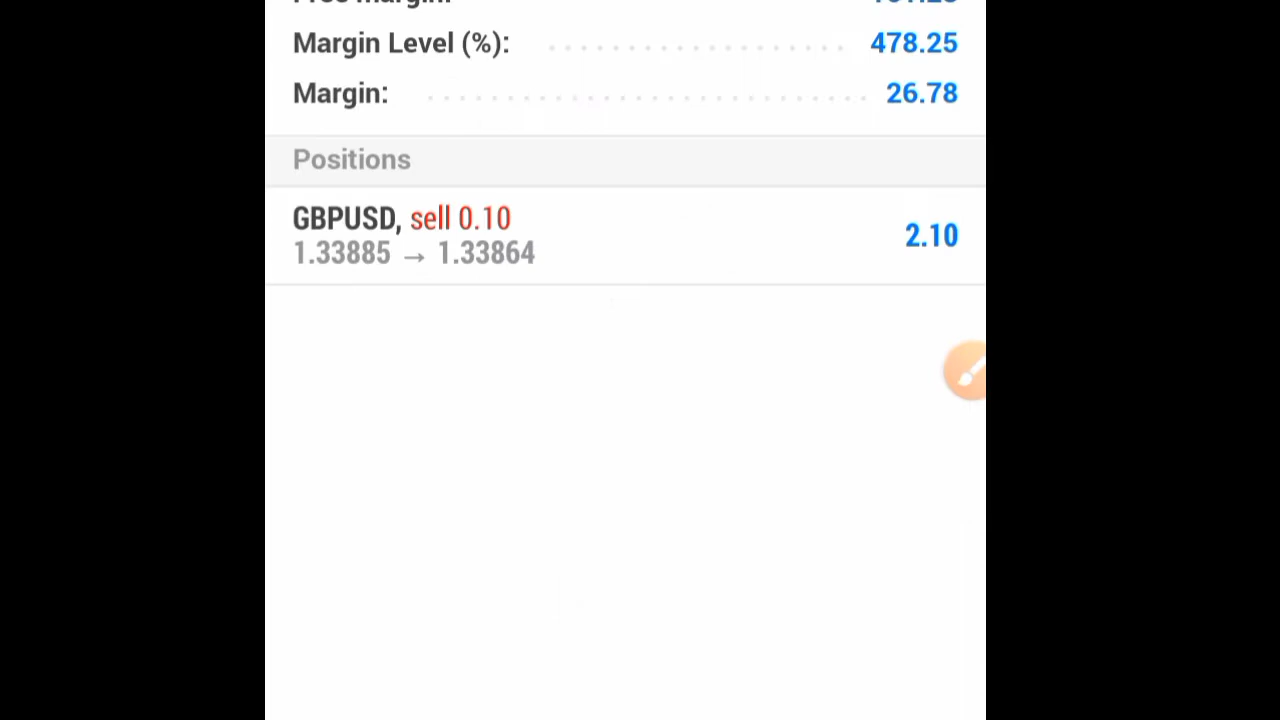 Margin Level (%): 478.25
Margin: 26.78
Positions
GBPUSD, sell 0.10
1.33885 → 1.33864
2.10